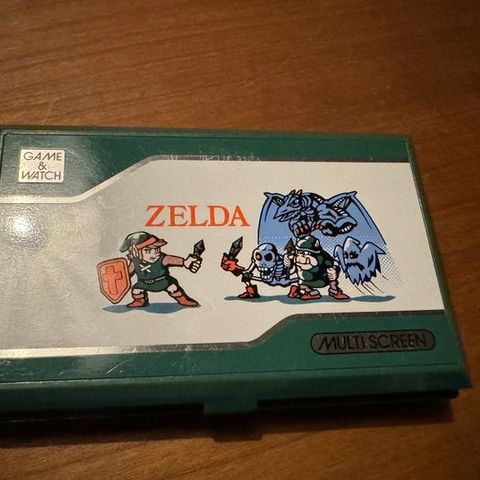 GAME
&
WATCH
ZELDA
MULTI SCREEN